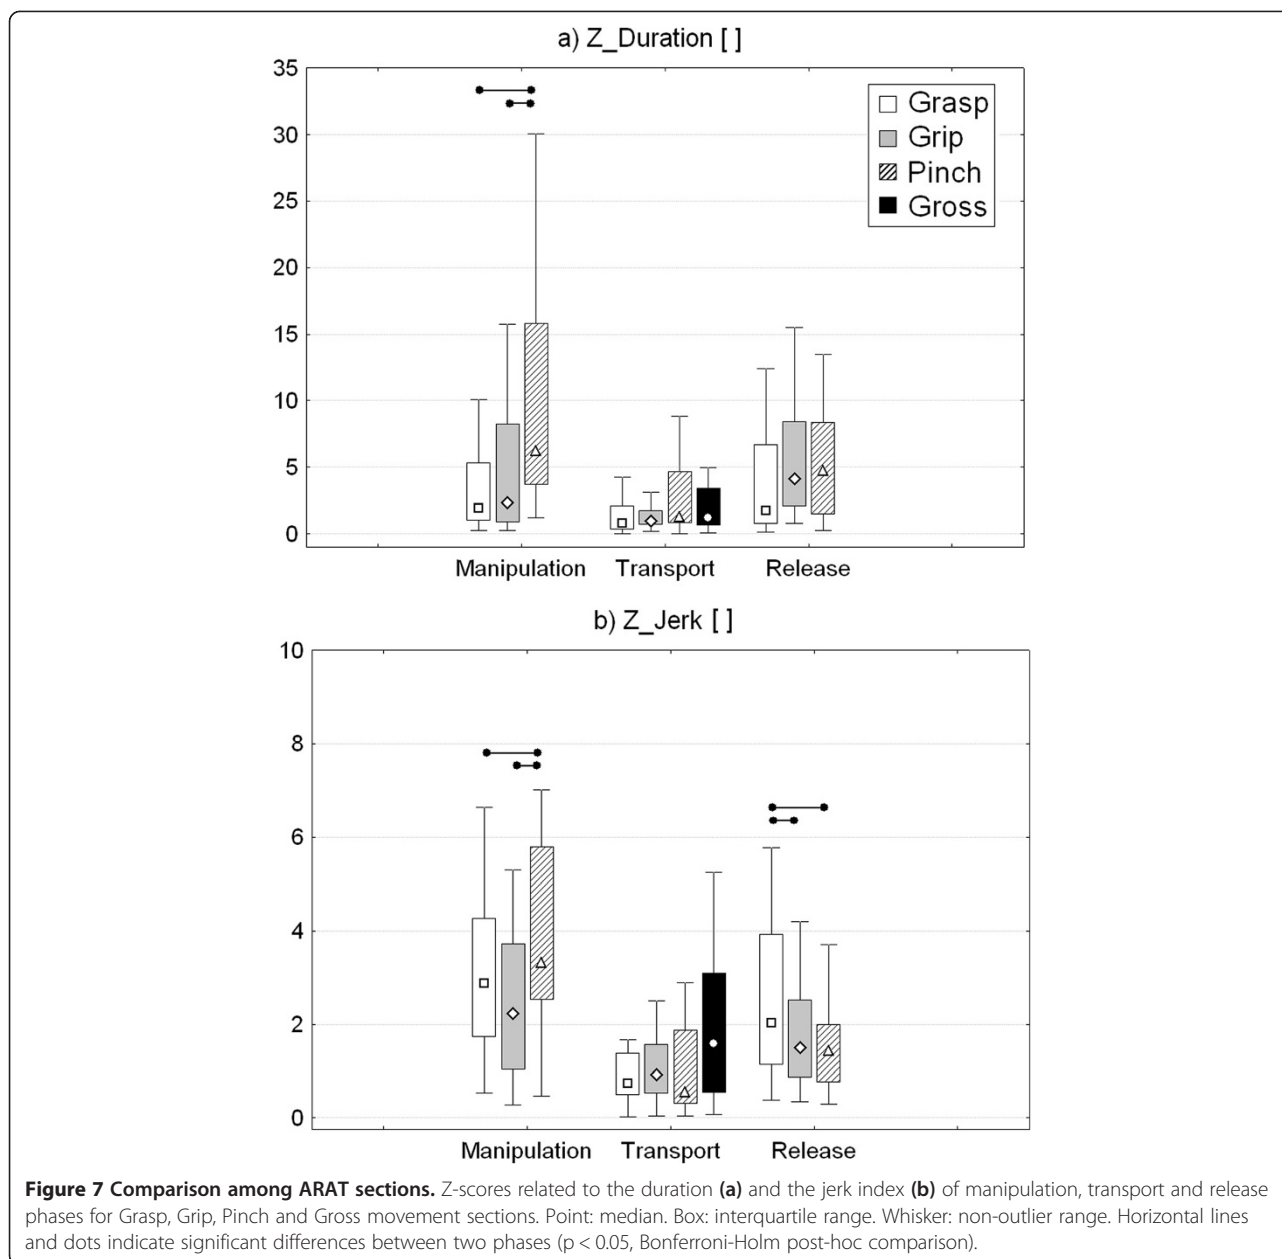 a) Z_Duration [ ]
35
30
25
20
15
10
5
0
Grasp
Grip
Pinch
Gross
Manipulation Transport Release
b) Z_Jerk [ ]
10
8
6
4
2
0
Manipulation Transport Release
Figure 7 Comparison among ARAT sections. Z-scores related to the duration (a) and the jerk index (b) of manipulation, transport and release
phases for Grasp, Grip, Pinch and Gross movement sections. Point: median. Box: interquartile range. Whisker: non-outlier range. Horizontal lines
and dots indicate significant differences between two phases (p < 0.05, Bonferroni-Holm post-hoc comparison).